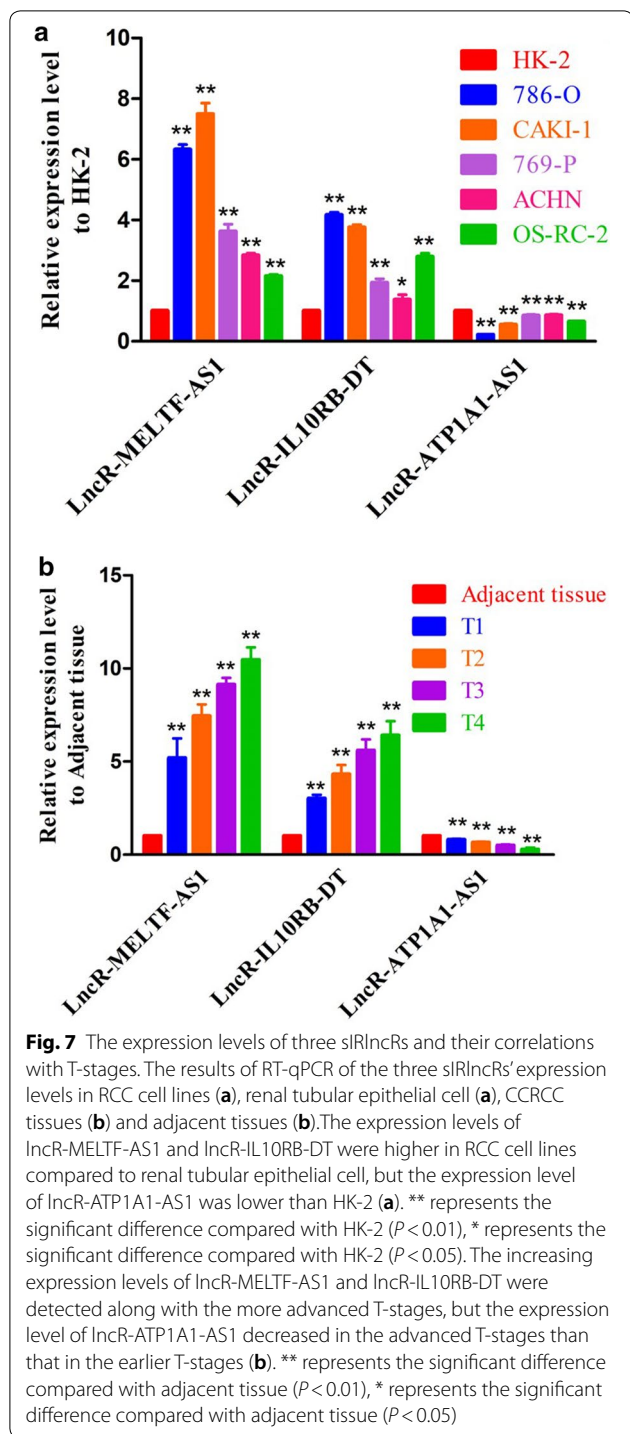 a
Relative expression level
to HK-2
10
8
6
4
2
0
** ** ** ** **
** ** ** * **
** ** ** ** **
HK-2
786-O
CAKI-1
769-P
ACHN
OS-RC-2
LncR-MELTF-AS1
LncR-IL10RB-DT
LncR-ATP1A1-AS1
b
Relative expression level
to Adjacent tissue
15
10
5
0
** ** ** **
** ** ** **
** ** ** **
Adjacent tissue
T1
T2
T3
T4
LncR-MELTF-AS1
LncR-IL10RB-DT
LncR-ATP1A1-AS1
Fig. 7 The expression levels of three sIRlncRs and their correlations
with T-stages. The results of RT-qPCR of the three sIRlncRs’ expression
levels in RCC cell lines (a), renal tubular epithelial cell (a), CCRCC
tissues (b) and adjacent tissues (b).The expression levels of
lncR-MELTF-AS1 and lncR-IL10RB-DT were higher in RCC cell lines
compared to renal tubular epithelial cell, but the expression level
of lncR-ATP1A1-AS1 was lower than HK-2 (a). ** represents the
significant difference compared with HK-2 (P < 0.01), * represents the
significant difference compared with HK-2 (P < 0.05). The increasing
expression levels of lncR-MELTF-AS1 and lncR-IL10RB-DT were
detected along with the more advanced T-stages, but the expression
level of lncR-ATP1A1-AS1 decreased in the advanced T-stages than
that in the earlier T-stages (b). ** represents the significant difference
compared with adjacent tissue (P < 0.01), * represents the significant
difference compared with adjacent tissue (P < 0.05)